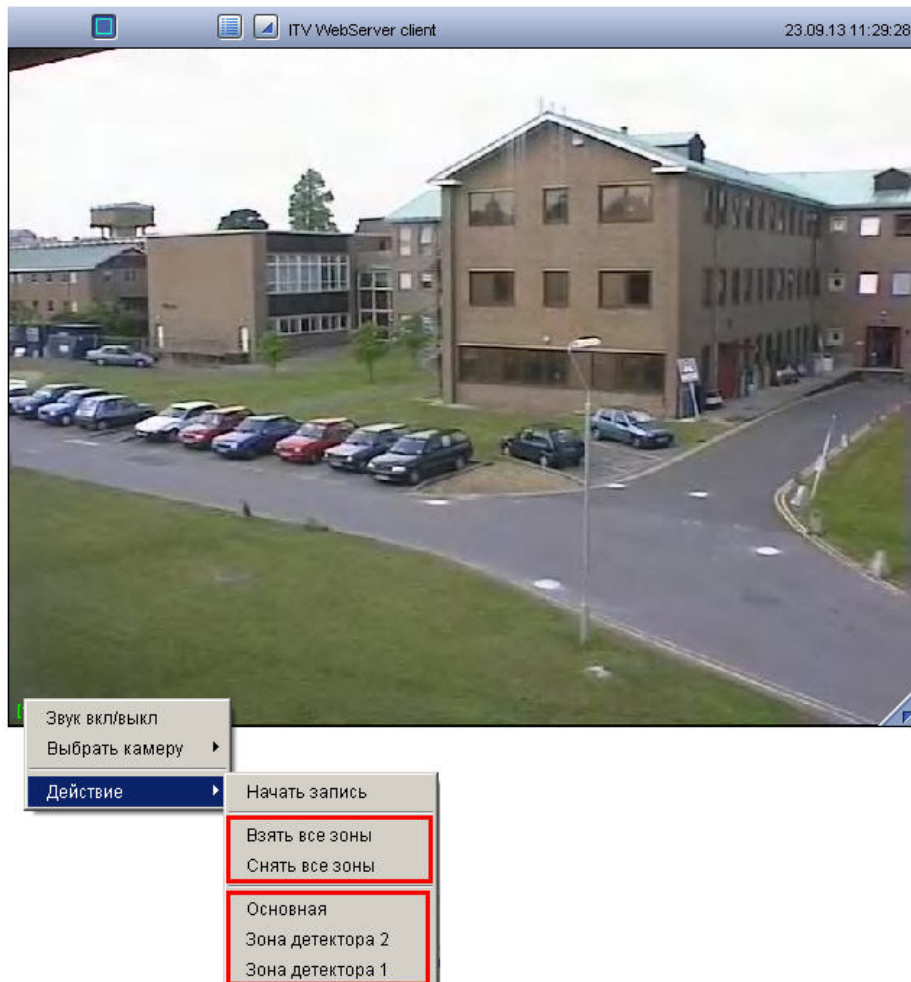 ITV WebServer client 23.09.13 11:29:28
Звук вкл/выкл
Выбрать камеру
Действие
Начать запись
Взять все зоны
Снять все зоны
Основная
Зона детектора 2
Зона детектора 1